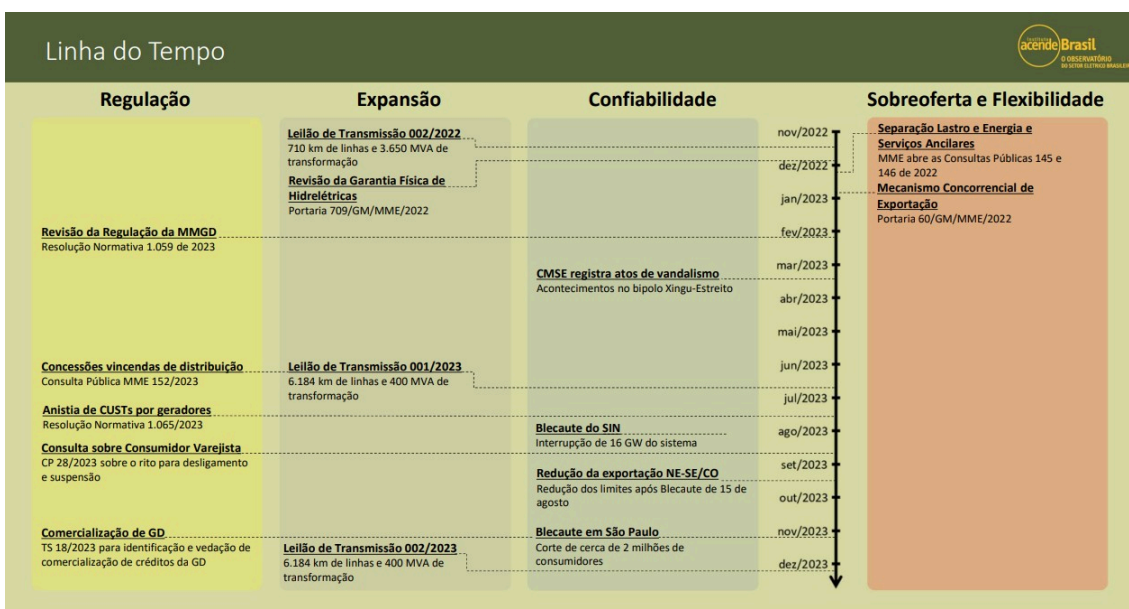 Linha do Tempo
instituto
acende Brasil
O OBSERVATÓRIO
DO SETOR ELÉTRICO BRASILEIRO
Regulação
Revisão da Regulação da MMGD
Resolução Normativa 1.059 de 2023
Concessões vincendas de distribuição
Consulta Pública MME 152/2023
Anistia de CUSTs por geradores
Resolução Normativa 1.065/2023
Consulta sobre Consumidor Varejista
CP 28/2023 sobre o rito para desligamento
e suspensão
Comercialização de GD
TS 18/2023 para identificação e vedação de
comercialização de créditos da GD
Expansão
Leilão de Transmissão 002/2022
710 km de linhas e 3.650 MVA de
transformação
Revisão da Garantia Física de
Hidrelétricas
Portaria 709/GM/MME/2022
Leilão de Transmissão 001/2023
6.184 km de linhas e 400 MVA de
transformação
Leilão de Transmissão 002/2023
6.184 km de linhas e 400 MVA de
transformação
Confiabilidade
CMSE registra atos de vandalismo
Acontecimentos no bipolo Xingu-Estreito
Blecaute do SIN
Interrupção de 16 GW do sistema
Redução da exportação NE-SE/CO
Redução dos limites após Blecaute de 15 de
agosto
Blecaute em São Paulo
Corte de cerca de 2 milhões de
consumidores
nov/2022
dez/2022
jan/2023
fev/2023
mar/2023
abr/2023
mai/2023
jun/2023
jul/2023
ago/2023
set/2023
out/2023
nov/2023
dez/2023
Sobreoferta e Flexibilidade
Separação Lastro e Energia e
Serviços Ancilares
MME abre as Consultas Públicas 145 e
146 de 2022
Mecanismo Concorrencial de
Exportação
Portaria 60/GM/MME/2022